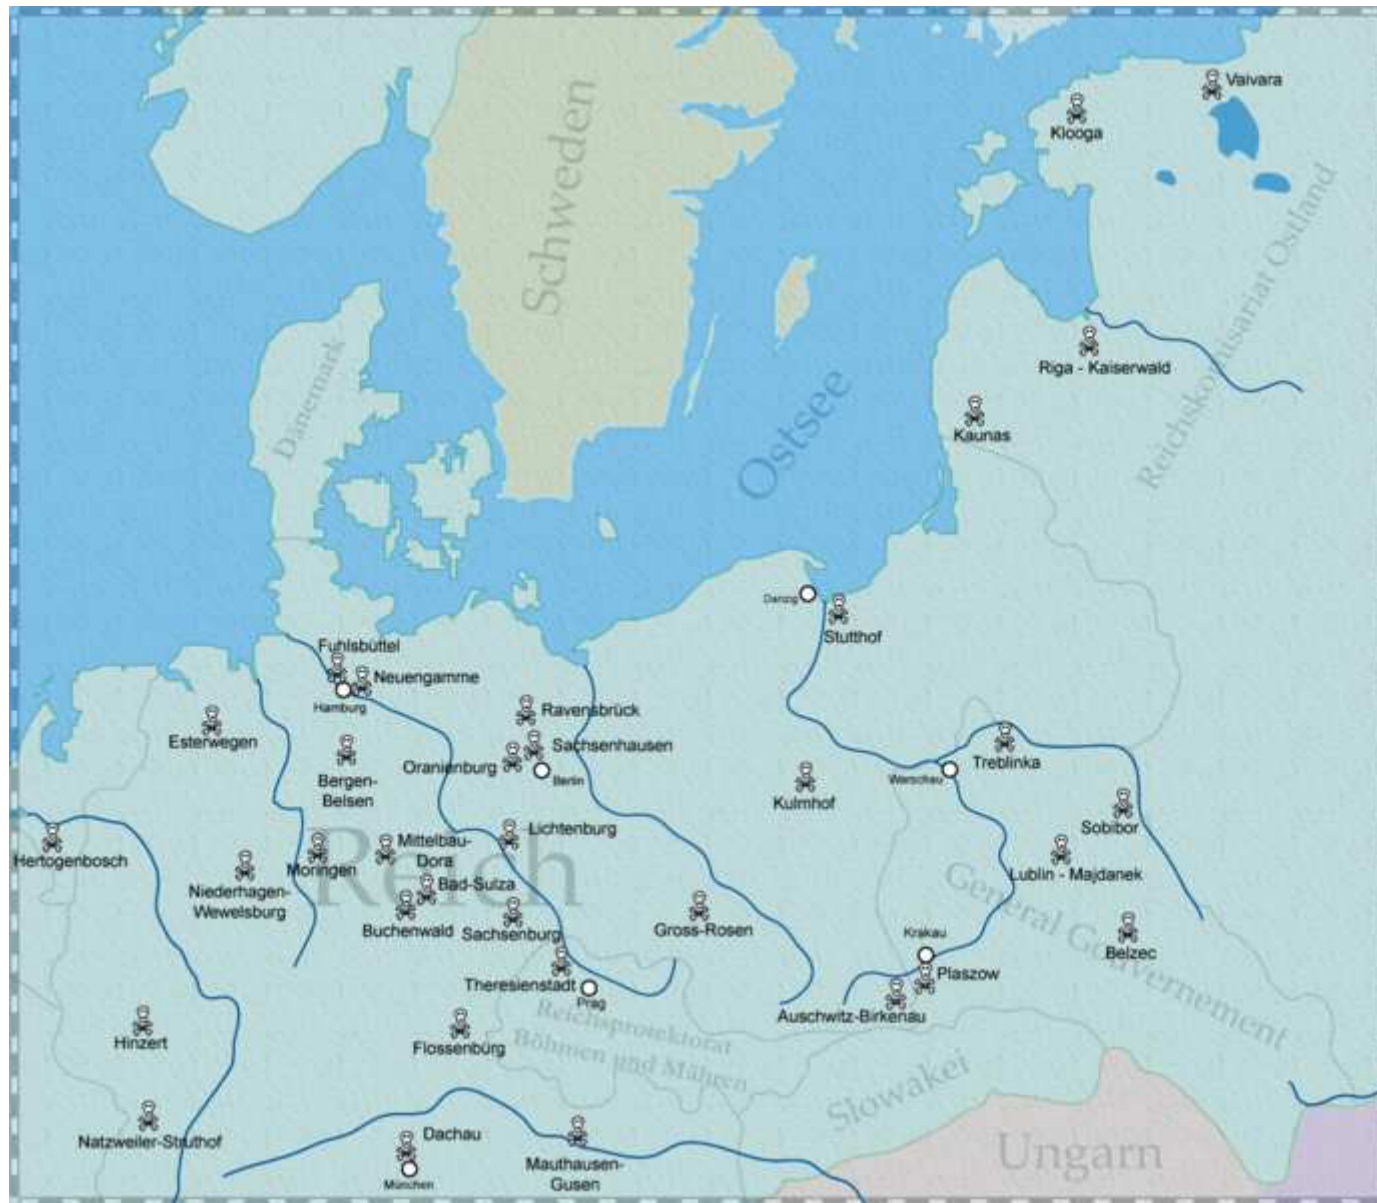 Vaivara
Klooga
Schweden
Reichskommisariat Ostland
Riga - Kaiserwald
Dänemark
Kaunas
Ostsee
Danzig
Stutthof
Fuhlsbüttel
Neuengamme
Hamburg
Ravensbrück
Esterwegen
Sachsenhausen
Oranienburg
Berlin
Bergen-
Belsen
Treblinka
Warschau
Kulmhof
Sobibor
Lichtenburg
Mittelbau-
Dora
Hertogenbosch
Moringen
Reich
Lublin - Majdanek
Niederhagen-
Wewelsburg
Bad-Sulza
General Gouvernement
Buchenwald
Sachsenburg
Gross-Rosen
Krakau
Belzec
Plaszow
Theresienstadt
Prag
Auschwitz-Birkenau
Reichsprotektorat
Böhmen und Mähren
Hinzert
Flossenbürg
Slowakei
Natzweiler-Struthof
Dachau
München
Mauthausen-
Gusen
Ungarn